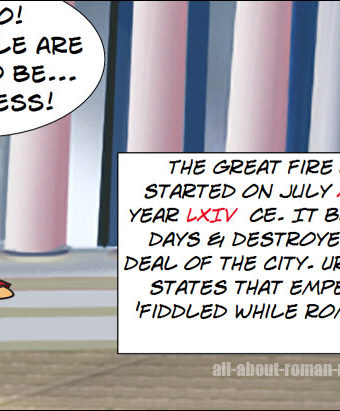 O!
LE ARE
D BE...
ESS!
THE GREAT FIRE
STARTED ON JULY
YEAR LXIV CE. IT B
DAYS & DESTROYE
DEAL OF THE CITY. UR
STATES THAT EMPE
'FIDDLED WHILE RO
all-about-roman-